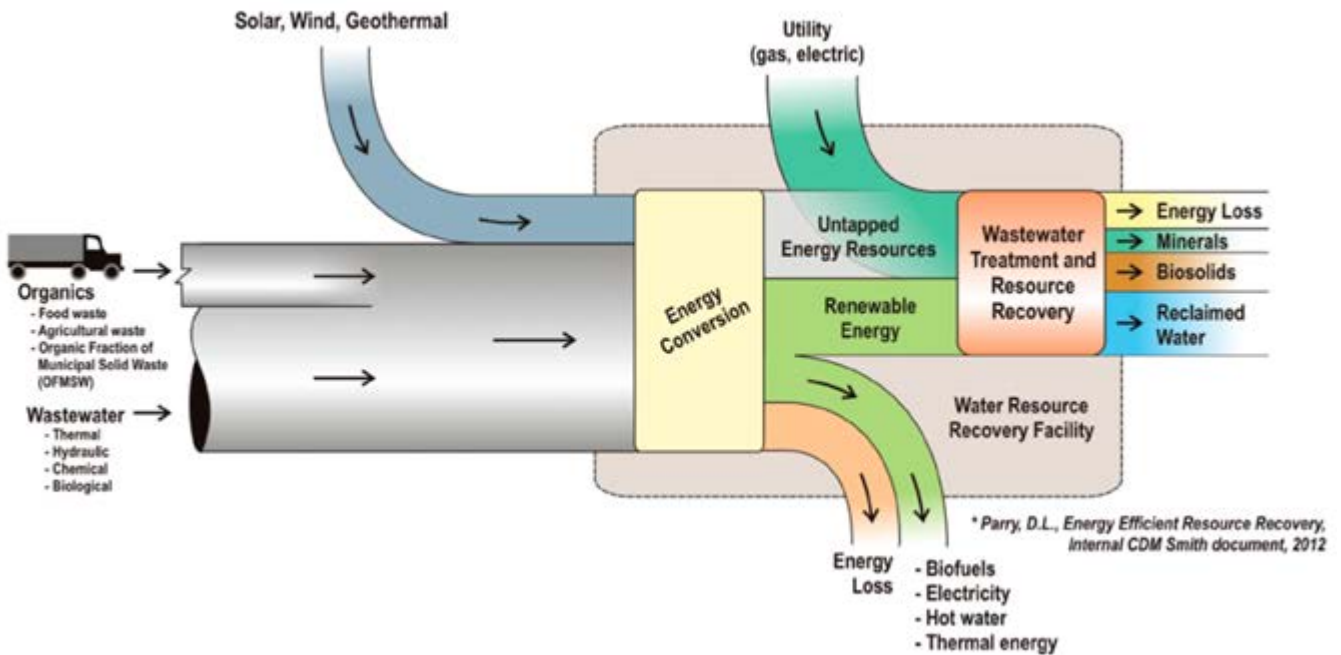 Solar, Wind, Geothermal
Utility
(gas, electric)
Organics
- Food waste
- Agricultural waste
- Organic Fraction of
Municipal Solid Waste
(OFMSW)
Wastewater
- Thermal
- Hydraulic
- Chemical
- Biological
Energy
Conversion
Untapped
Energy Resources
Renewable
Energy
Wastewater
Treatment and
Resource
Recovery
Energy Loss
Minerals
Biosolids
Reclaimed
Water
Water Resource
Recovery Facility
Energy
Loss
- Biofuels
- Electricity
- Hot water
- Thermal energy
* Parry, D.L., Energy Efficient Resource Recovery,
Internal CDM Smith document, 2012